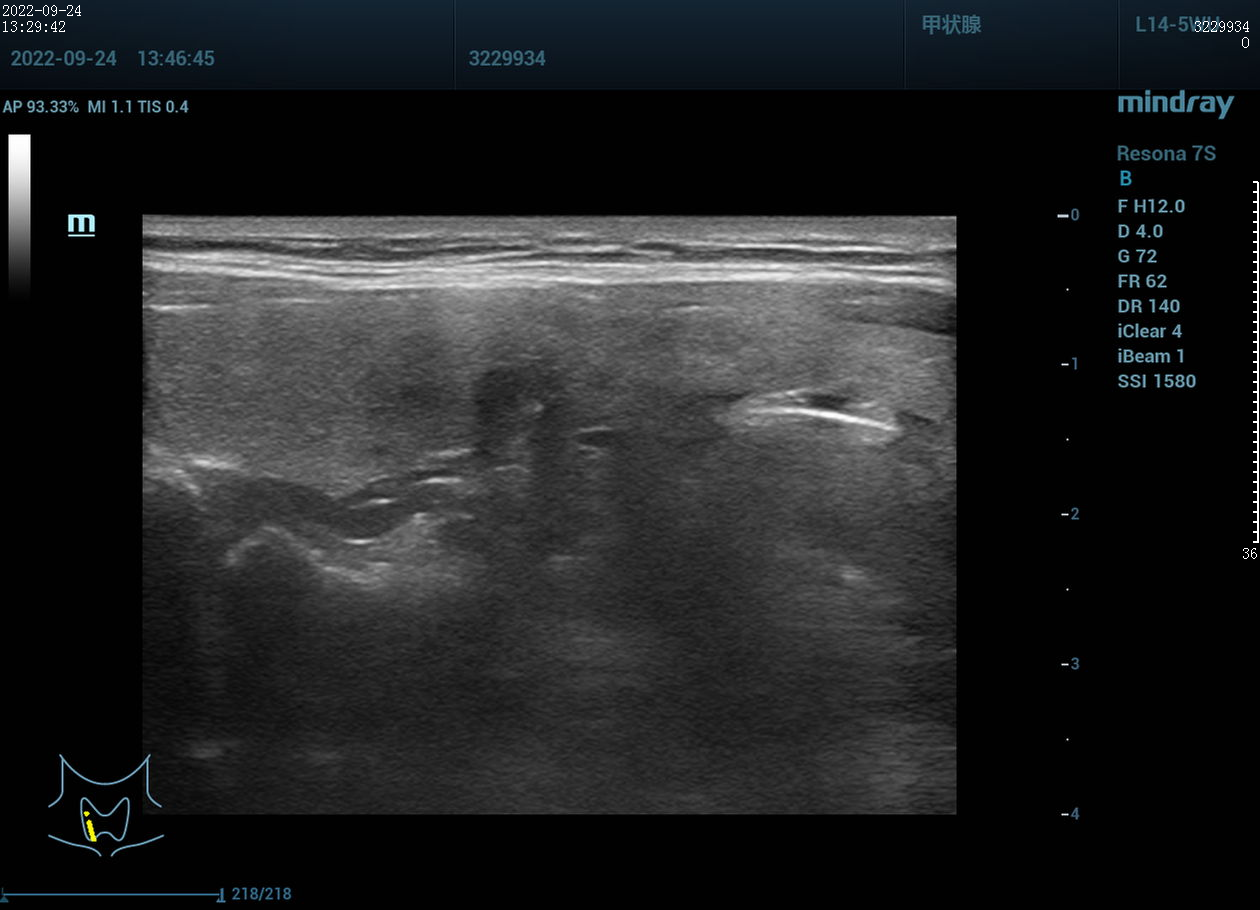 2022-09-24
13:29:42
2022-09-24 13:46:45
3229934
甲状腺
3229934
0
AP 93.33% MI 1.1 TIS 0.4
mindray
Resona 7S
B
F H12.0
D 4.0
G 72
FR 62
DR 140
iClear 4
iBeam 1
SSI 1580
m
0
1
2
3
4
36
218/218